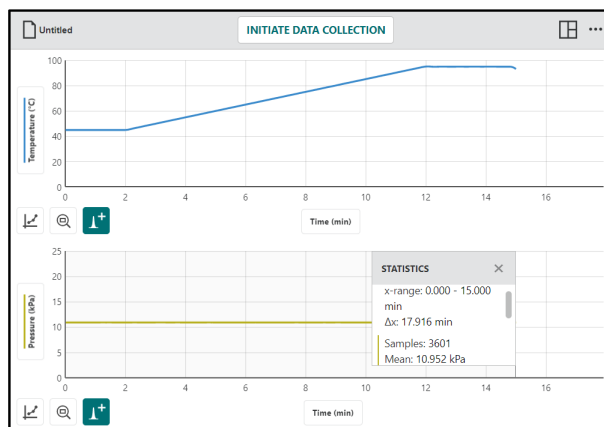 Untitled
INITIATE DATA COLLECTION
100
80
60
40
20
0
Temperature (°C)
0 2 4 6 8 10 12 14 16
Time (min)
25
20
15
10
5
0
Pressure (kPa)
STATISTICS
x-range: 0.000 - 15.000
min
Δx: 17.916 min
Samples: 3601
Mean: 10.952 kPa
0 2 4 6 8 10 12 14 16
Time (min)